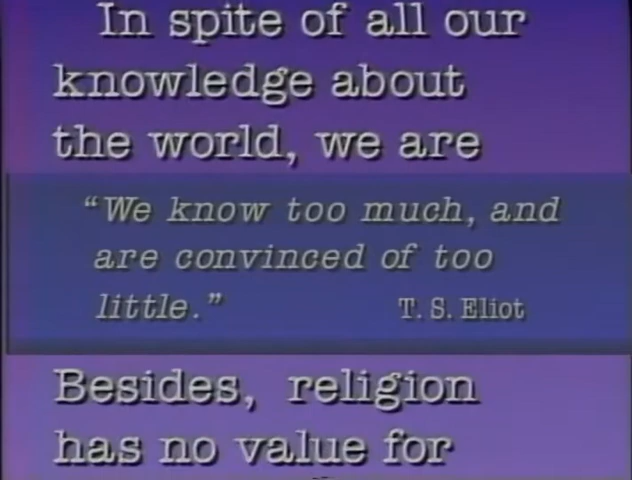 In spite of all our
knowledge about
the world, we are
“We know too much, and
are convinced of too
little.” T. S. Eliot
Besides, religion
has no value for